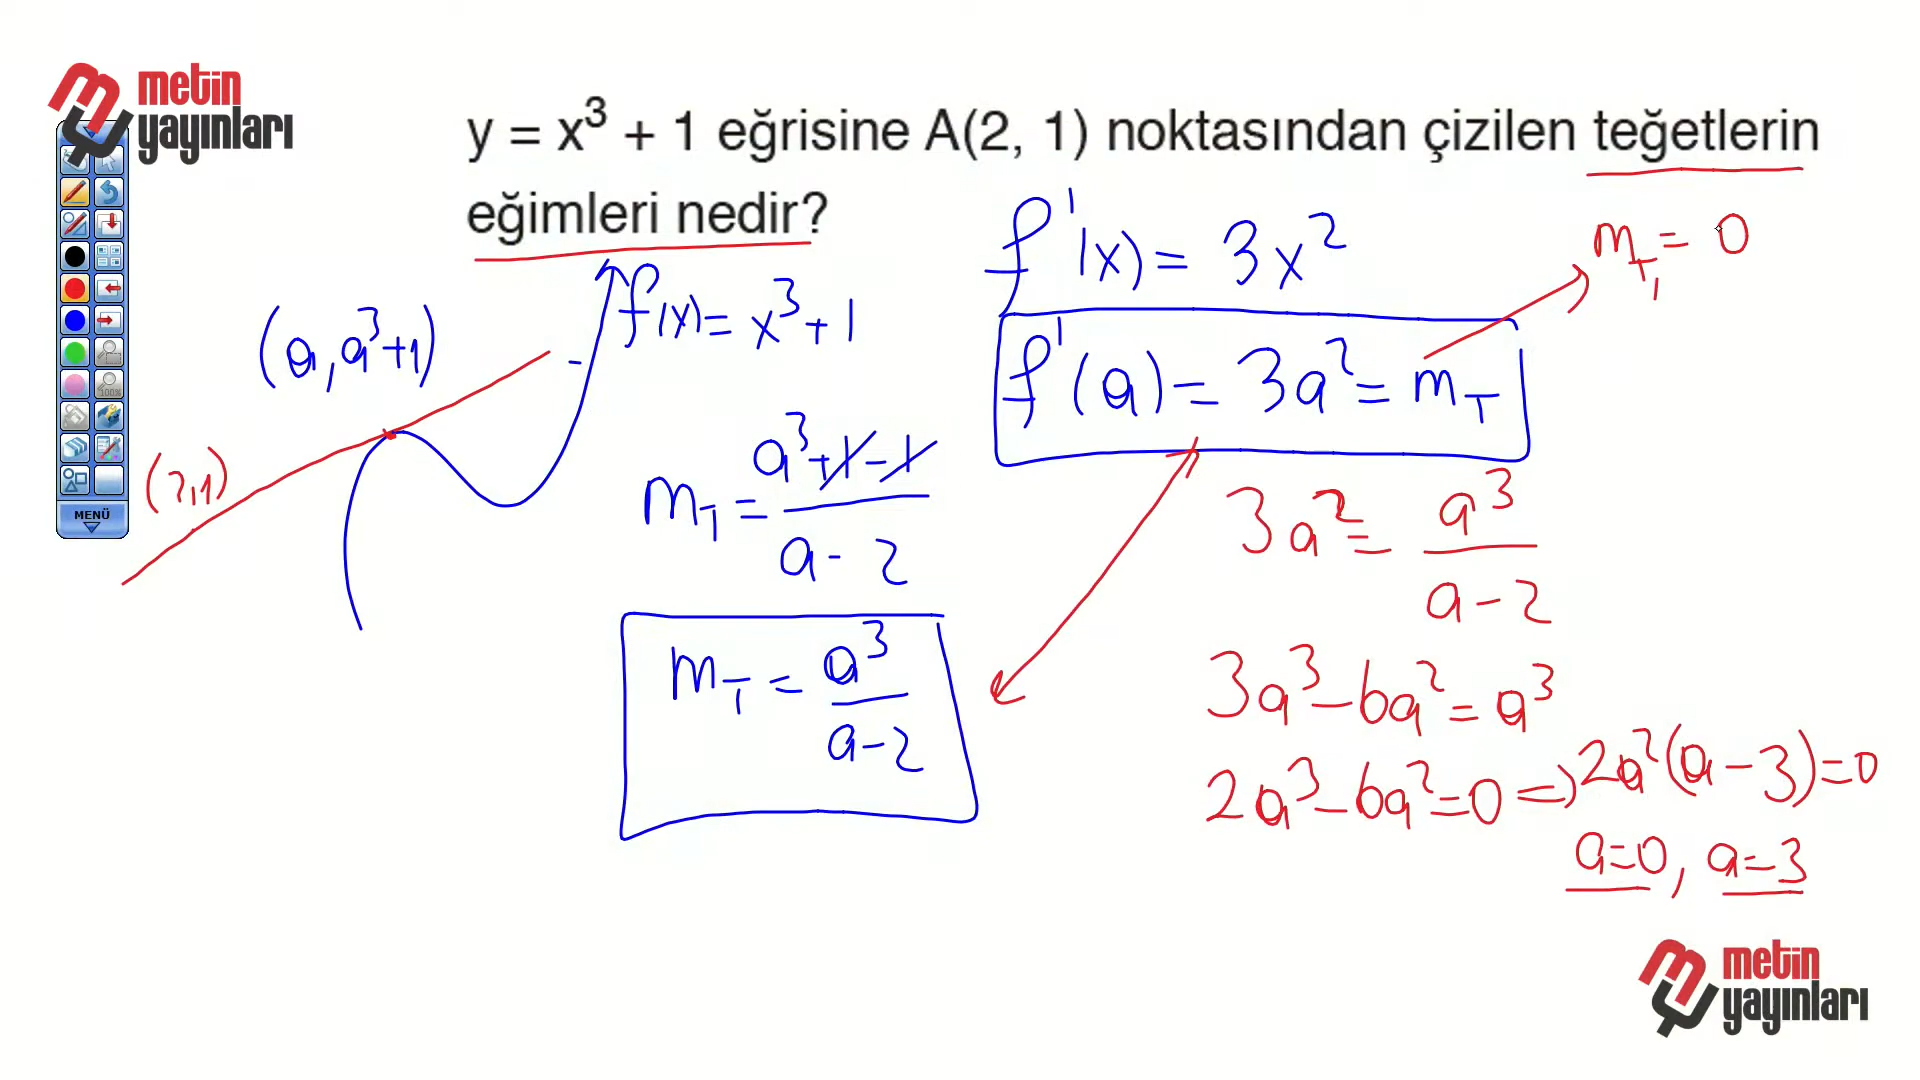 metin
yayınları
y = x³ + 1 eğrisine A(2, 1) noktasından çizilen teğetlerin
eğimleri nedir?
f'(x) = 3x²
m_T₁ = 0
f(x) = x³ + 1
(a, a³+1)
f'(a) = 3a² = m_T
(2,1)
m_T = (a³+1-1)/(a-2)
3a² = a³/(a-2)
m_T = a³/(a-2)
3a³ - 6a² = a³
2a³ - 6a² = 0 => 2a²(a-3) = 0
a=0, a=3
100%
MENÜ
metin
yayınları